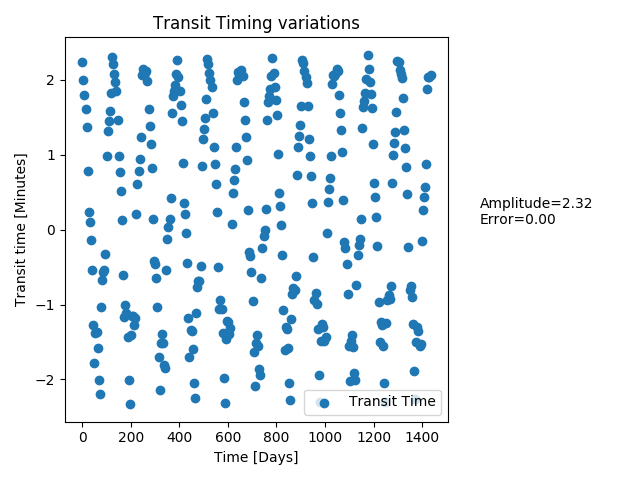 Transit Timing variations
Transit time [Minutes]
2
1
0
−1
−2
0
200
400
600
800
1000
1200
1400
Time [Days]
Transit Time
Amplitude=2.32
Error=0.00